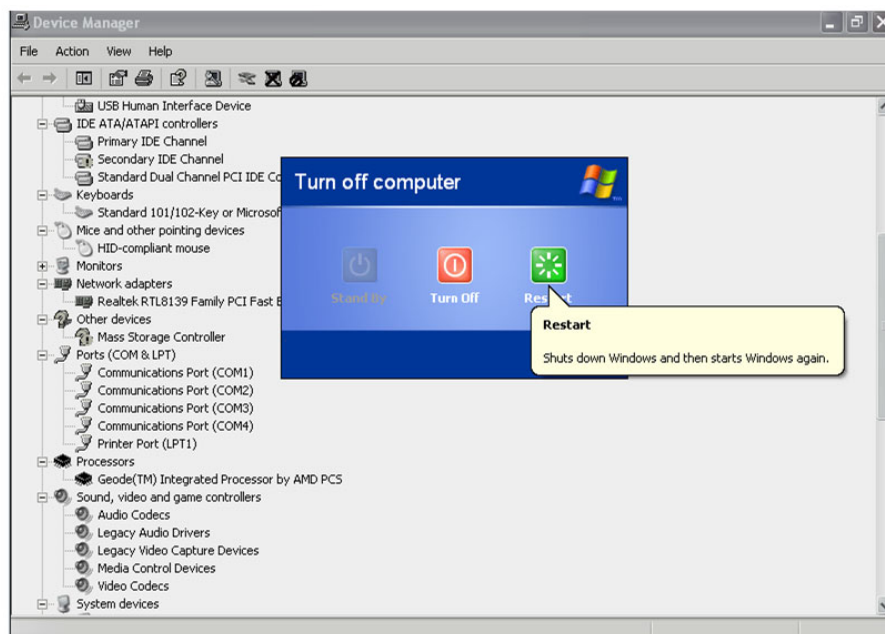 Device Manager
File Action View Help
USB Human Interface Device
IDE ATA/ATAPI controllers
Primary IDE Channel
Secondary IDE Channel
Standard Dual Channel PCI IDE Co
Keyboards
Standard 101/102-Key or Microsof
Mice and other pointing devices
HID-compliant mouse
Monitors
Network adapters
Realtek RTL8139 Family PCI Fast E
Other devices
Mass Storage Controller
Ports (COM & LPT)
Communications Port (COM1)
Communications Port (COM2)
Communications Port (COM3)
Communications Port (COM4)
Printer Port (LPT1)
Processors
Geode(TM) Integrated Processor by AMD PCS
Sound, video and game controllers
Audio Codecs
Legacy Audio Drivers
Legacy Video Capture Devices
Media Control Devices
Video Codecs
System devices
Turn off computer
Stand By Turn Off Restart
Restart
Shuts down Windows and then starts Windows again.